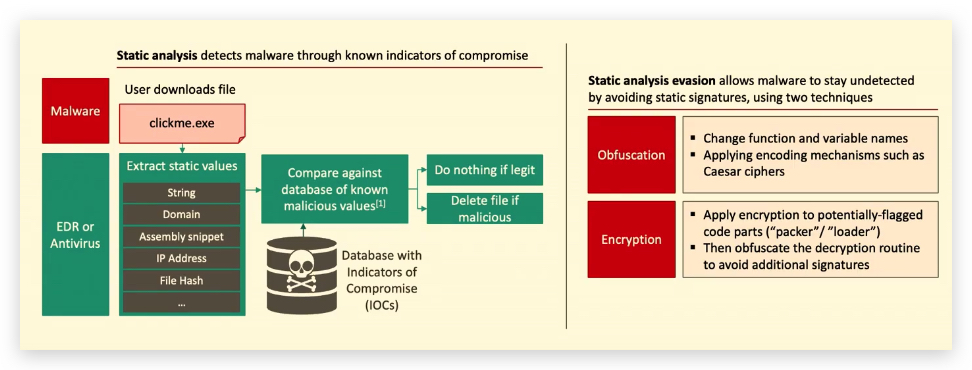 Static analysis detects malware through known indicators of compromise
Malware
User downloads file
clickme.exe
EDR or
Antivirus
Extract static values
String
Domain
Assembly snippet
IP Address
File Hash
...
Compare against
database of known
malicious values[1]
Do nothing if legit
Delete file if
malicious
Database with
Indicators of
Compromise
(IOCs)
Static analysis evasion allows malware to stay undetected
by avoiding static signatures, using two techniques
Obfuscation
▪ Change function and variable names
▪ Applying encoding mechanisms such as
Caesar ciphers
Encryption
▪ Apply encryption to potentially-flagged
code parts (“packer”/ ”loader”)
▪ Then obfuscate the decryption routine
to avoid additional signatures